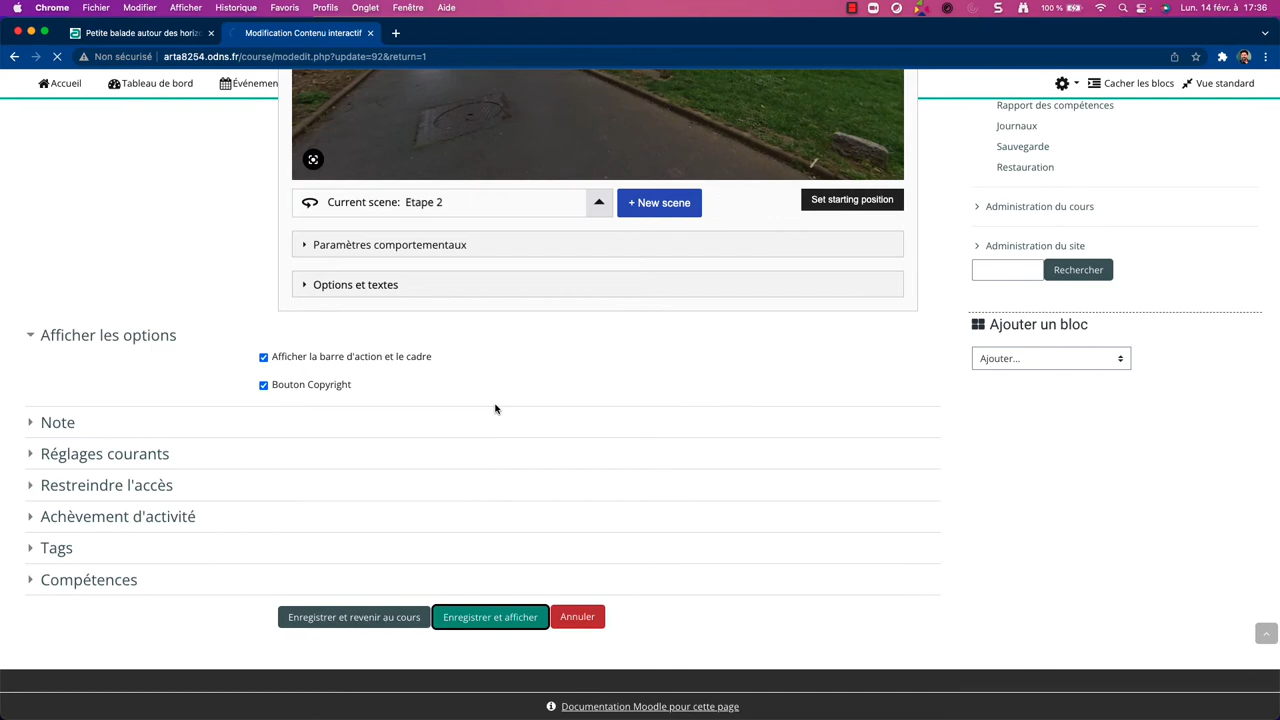 Chrome Fichier Modifier Afficher Historique Favoris Profils Onglet Fenêtre Aide 100 % Lun. 14 fév. à 17:36
Petite balade autour des horiz × Modification Contenu interactif × +
Non sécurisé arta8254.odns.fr/course/modedit.php?update=92&return=1
Accueil Tableau de bord Événemen Cacher les blocs Vue standard
Rapport des compétences
Journaux
Sauvegarde
Restauration
Current scene: Etape 2 + New scene Set starting position
Administration du cours
Paramètres comportementaux
Administration du site
Rechercher
Options et textes
Ajouter un bloc
Afficher les options
Afficher la barre d'action et le cadre
Ajouter...
Bouton Copyright
Note
Réglages courants
Restreindre l'accès
Achèvement d'activité
Tags
Compétences
Enregistrer et revenir au cours Enregistrer et afficher Annuler
Documentation Moodle pour cette page